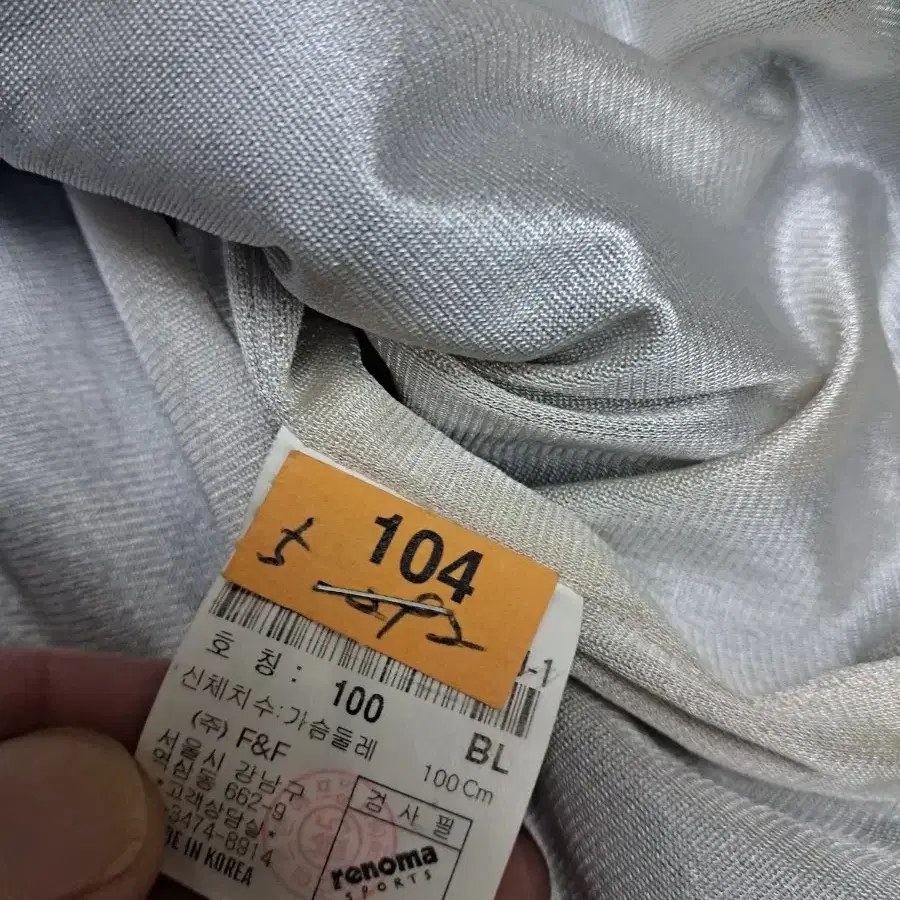 104
호 칭: 100
BL
신체치수:가슴둘레
100Cm
(주) F&F
서울시 강남구
역삼동 662-9
고객상담실
3474-8914
DE IN KOREA
검사필
renoma
SPORTS